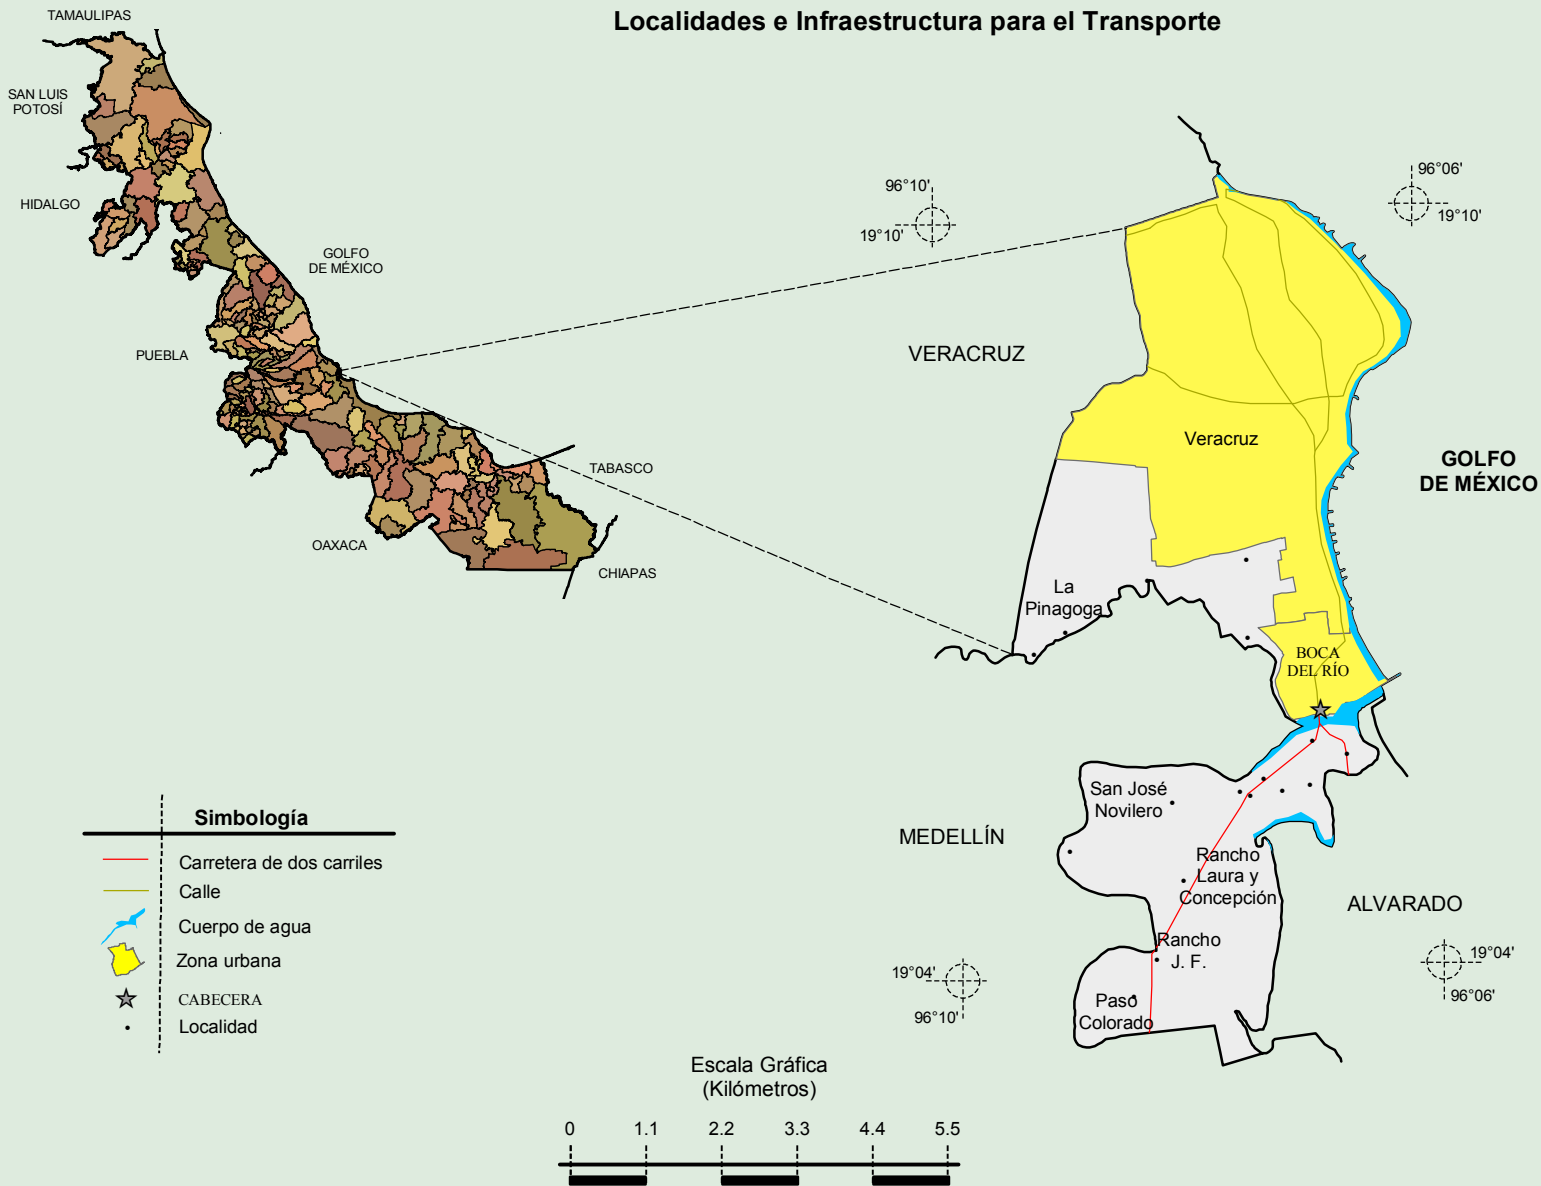 Localidades e Infraestructura para el Transporte
TAMAULIPAS
SAN LUIS
POTOSÍ
HIDALGO
GOLFO
DE MÉXICO
PUEBLA
OAXACA
TABASCO
CHIAPAS
96°10'
19°10'
96°06'
19°10'
VERACRUZ
Veracruz
GOLFO
DE MÉXICO
La
Pinagoga
BOCA
DEL RÍO
San José
Novilero
MEDELLÍN
Rancho
Laura y
Concepción
ALVARADO
Rancho
J. F.
Paso
Colorado
19°04'
96°10'
19°04'
96°06'
Simbología
Carretera de dos carriles
Calle
Cuerpo de agua
Zona urbana
CABECERA
Localidad
Escala Gráfica
(Kilómetros)
0 1.1 2.2 3.3 4.4 5.5